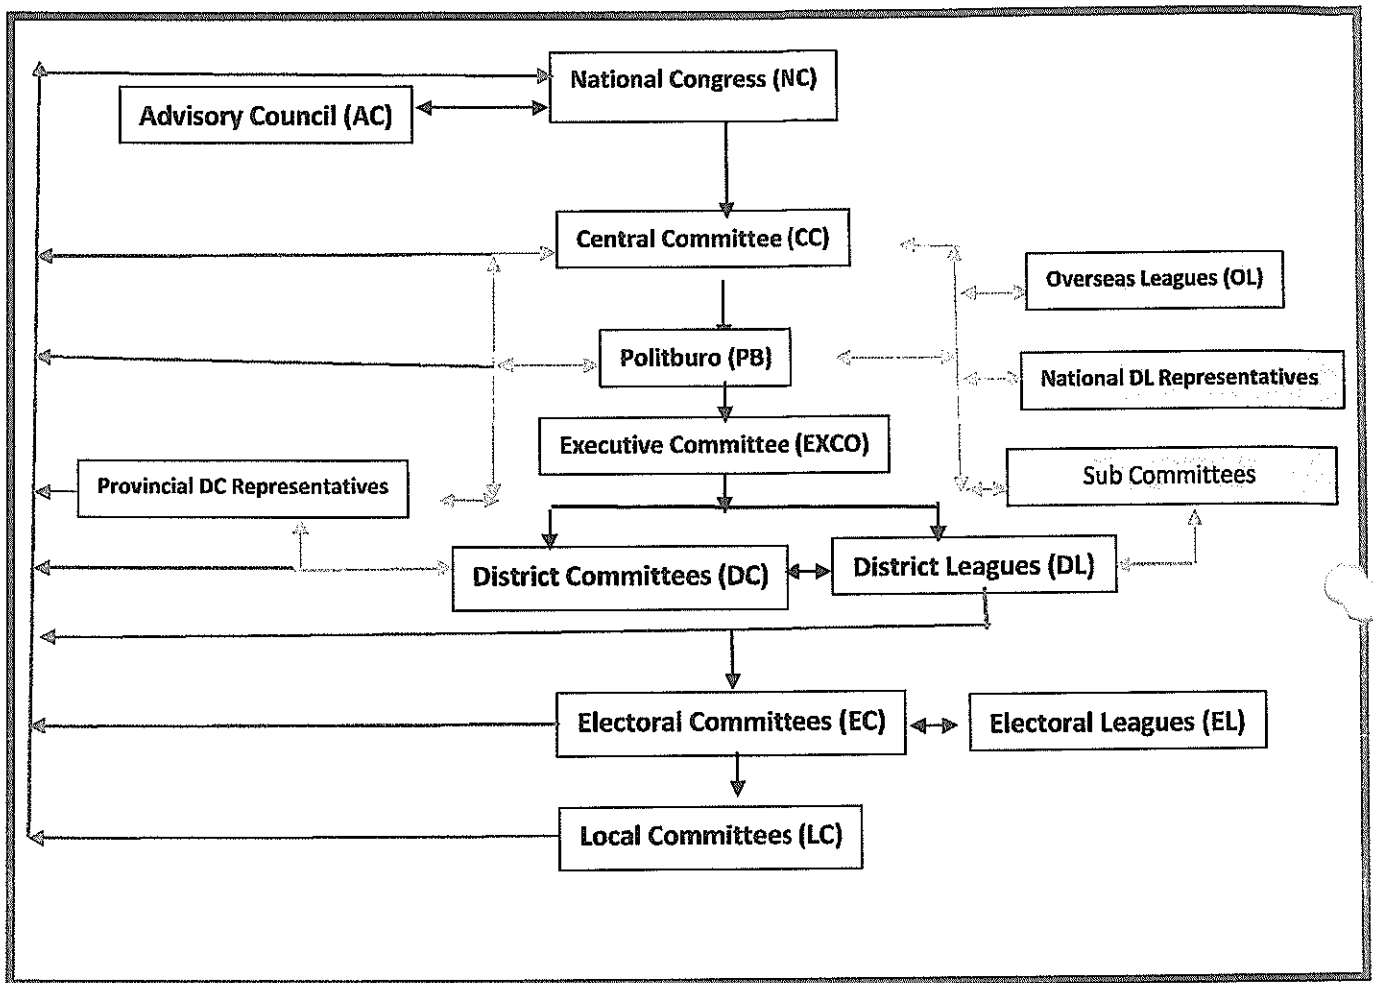 National Congress (NC)
Advisory Council (AC)
Central Committee (CC)
Overseas Leagues (OL)
Politburo (PB)
National DL Representatives
Executive Committee (EXCO)
Provincial DC Representatives
Sub Committees
District Committees (DC)
District Leagues (DL)
Electoral Committees (EC)
Electoral Leagues (EL)
Local Committees (LC)